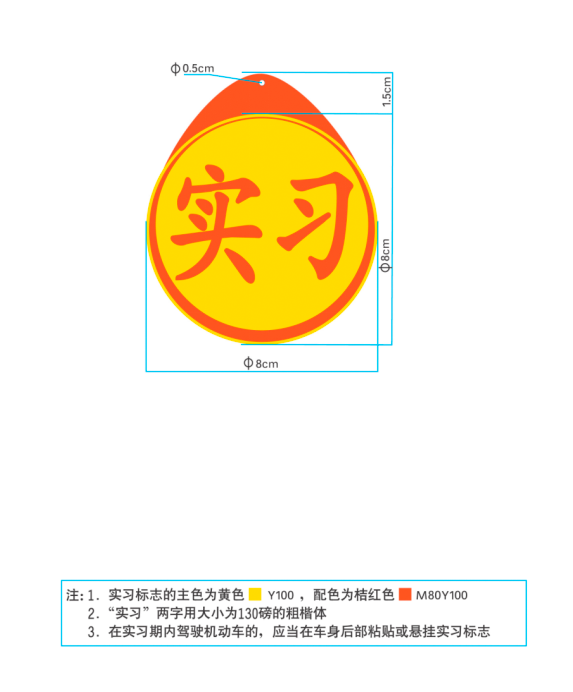 Φ0.5cm
1.5cm
实习
Φ8cm
Φ8cm
注：1. 实习标志的主色为黄色 Y100 ，配色为桔红色 M80Y100
2. “实习”两字用大小为130磅的粗楷体
3. 在实习期内驾驶机动车的，应当在车身后部粘贴或悬挂实习标志